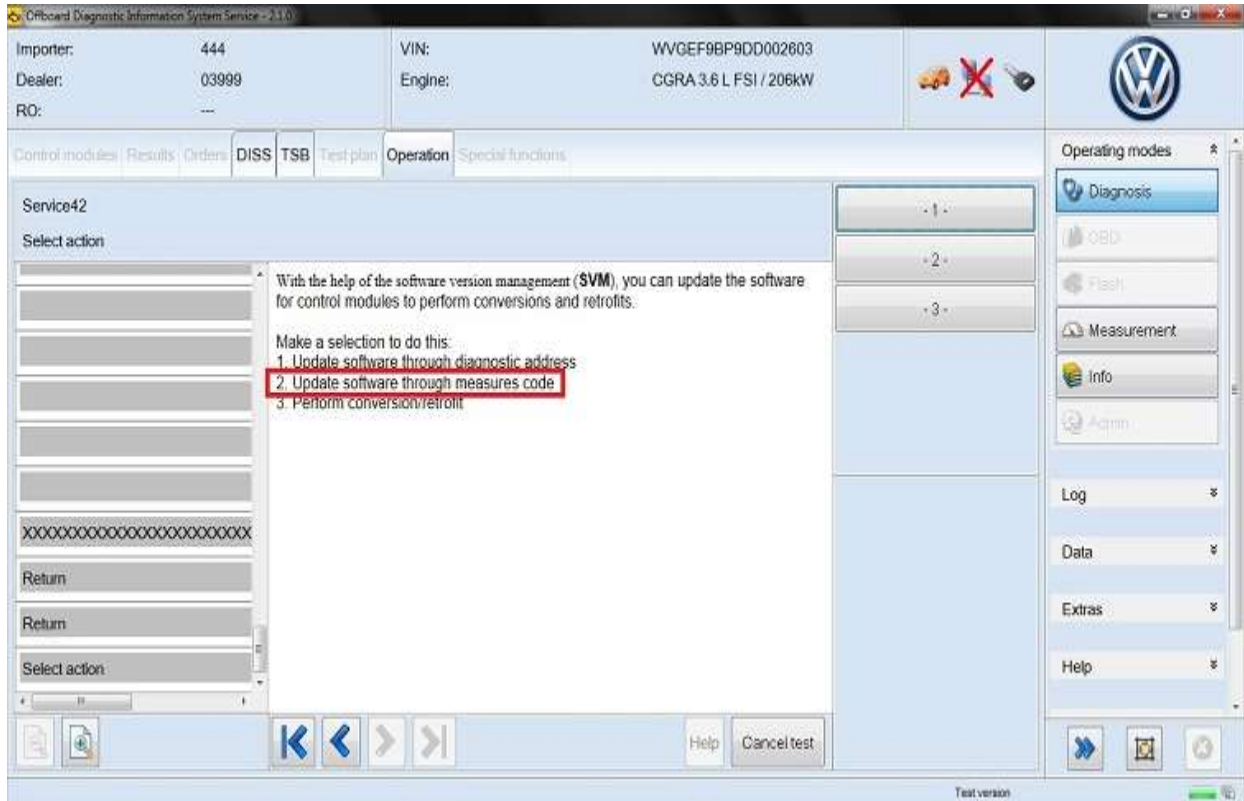 Offboard Diagnostic Information System Service - 2.1.0
Importer: 444 VIN: WVGEF9BP9DD002603
Dealer: 03999 Engine: CGRA 3.6 L FSI / 206kW
RO: ---
Control modules Results Orders DISS TSB Test plan Operation Special functions
Operating modes
Service42
Select action
- 1 -
- 2 -
- 3 -
Diagnosis
OBD
Flash
Measurement
Info
Admin
With the help of the software version management (SVM), you can update the software
for control modules to perform conversions and retrofits.
Make a selection to do this:
1. Update software through diagnostic address
2. Update software through measures code
3. Perform conversion/retrofit
XXXXXXXXXXXXXXXXXXXXXXXX
Return
Return
Select action
Log
Data
Extras
Help
Help Cancel test
Test version